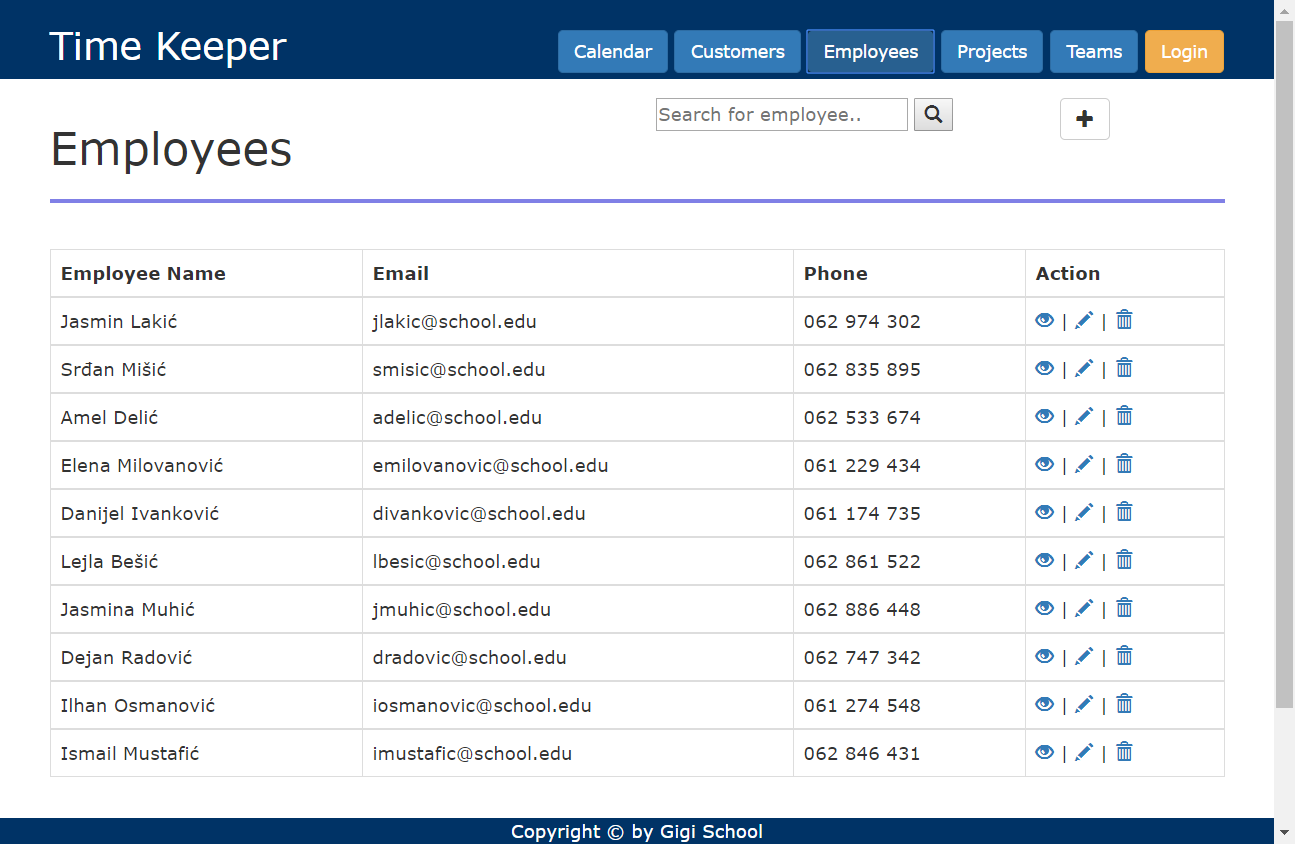 Time Keeper
Calendar Customers Employees Projects Teams Login
Search for employee..
Employees
Employee Name Email Phone Action
Jasmin Lakić jlakic@school.edu 062 974 302 | |
Srđan Mišić smisic@school.edu 062 835 895 | |
Amel Delić adelic@school.edu 062 533 674 | |
Elena Milovanović emilovanovic@school.edu 061 229 434 | |
Danijel Ivanković divankovic@school.edu 061 174 735 | |
Lejla Bešić lbesic@school.edu 062 861 522 | |
Jasmina Muhić jmuhic@school.edu 062 886 448 | |
Dejan Radović dradovic@school.edu 062 747 342 | |
Ilhan Osmanović iosmanovic@school.edu 061 274 548 | |
Ismail Mustafić imustafic@school.edu 062 846 431 | |
Copyright © by Gigi School